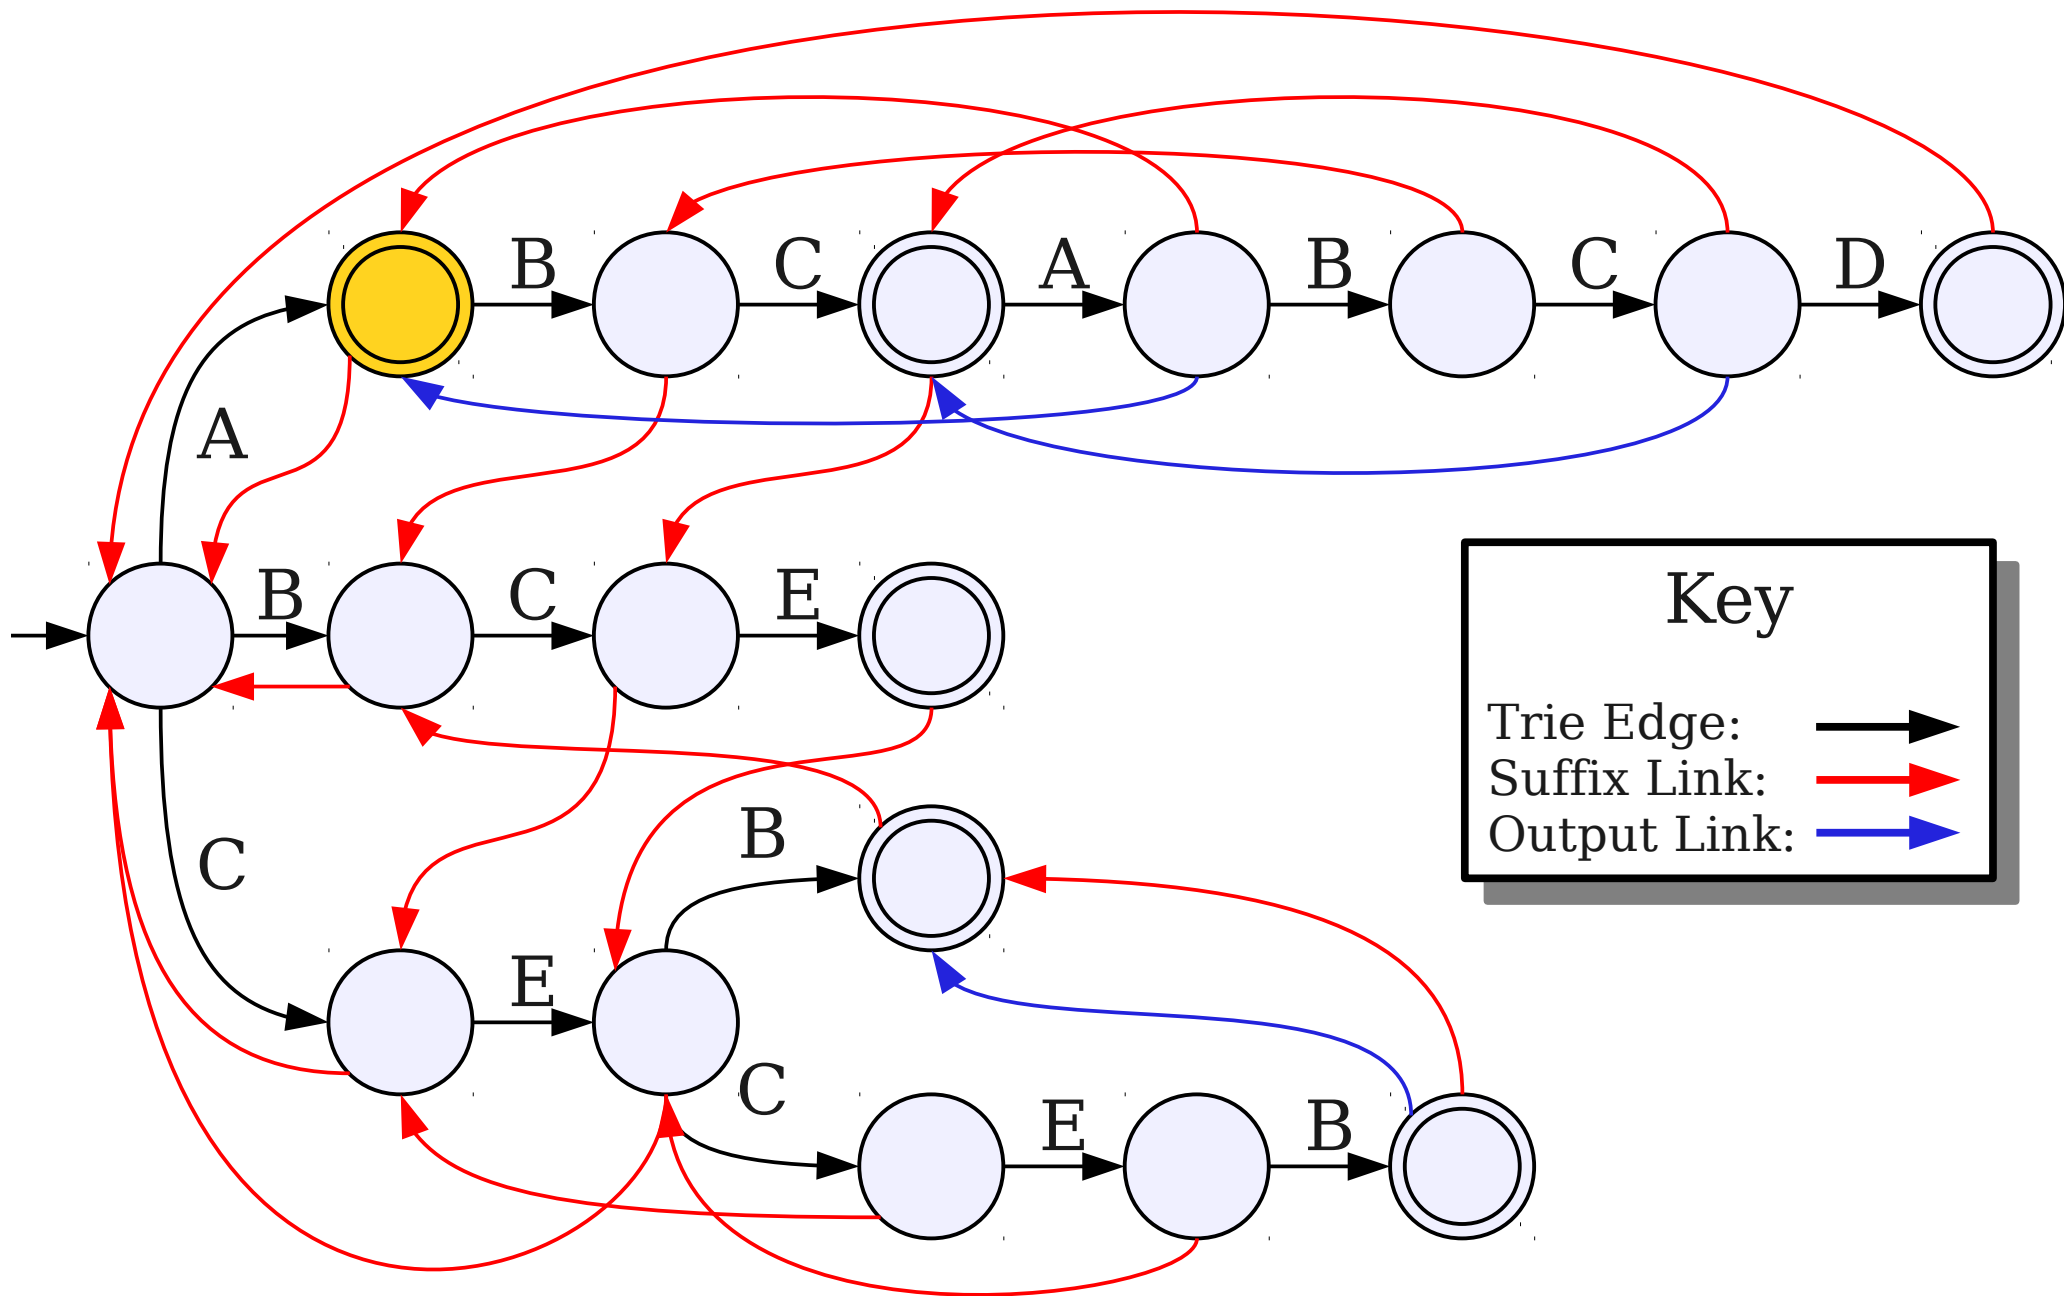 B C A B C D
A
B C E
Key
Trie Edge:
Suffix Link:
Output Link:
B
C
E
C
E B